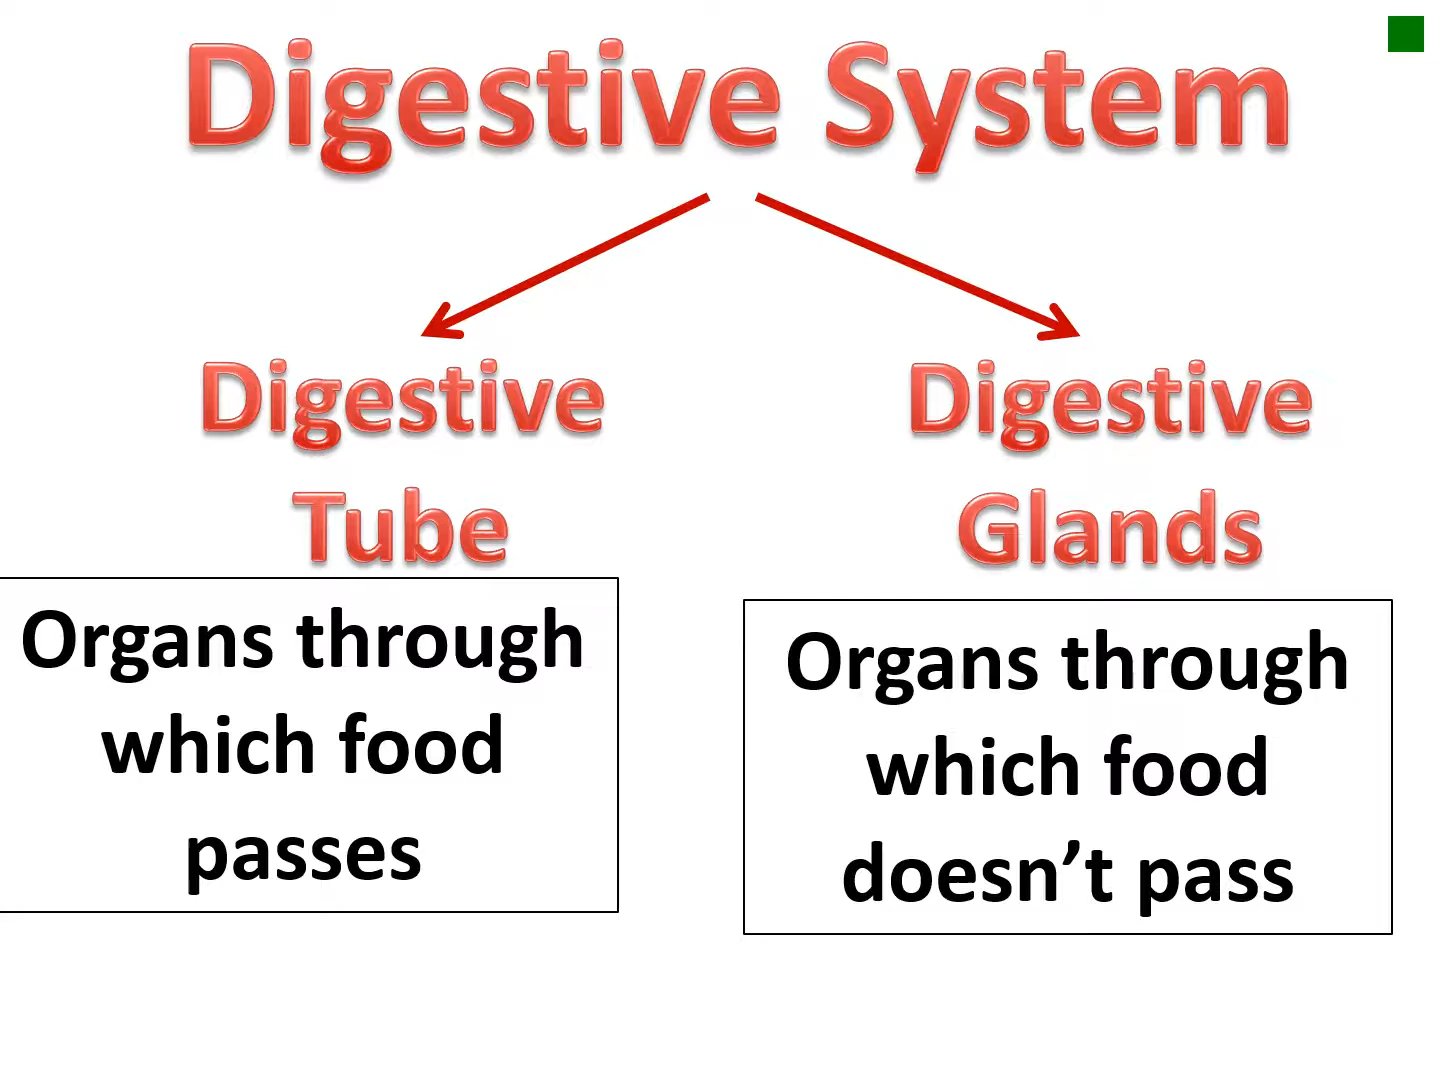 Digestive System
Digestive
Tube
Organs through
which food
passes
Digestive
Glands
Organs through
which food
doesn’t pass